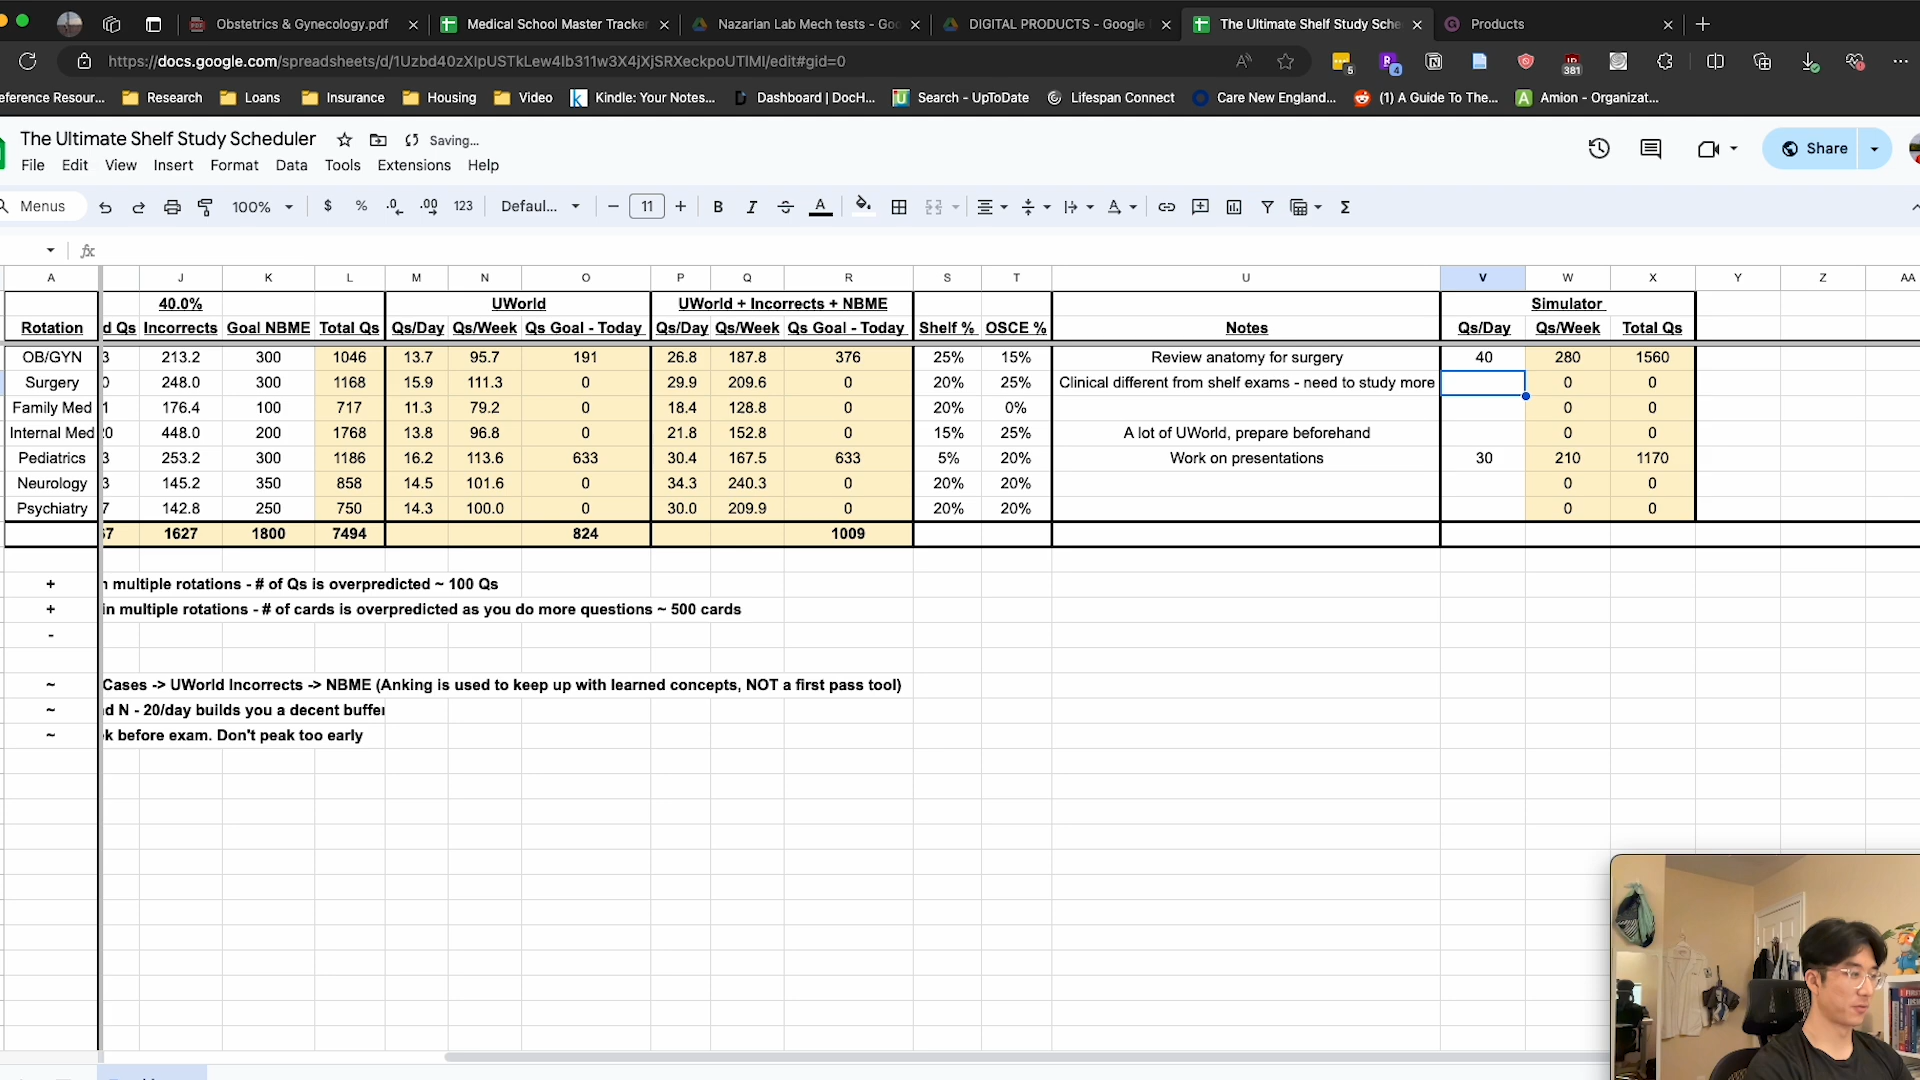 Obstetrics & Gynecology.pdf
Medical School Master Tracker
Nazarian Lab Mech tests - Goo
DIGITAL PRODUCTS - Google
The Ultimate Shelf Study Sche
Products
https://docs.google.com/spreadsheets/d/1Uzbd40zXIpUSTkLew4Ib311w3X4jXjSRXeckpoUTIMI/edit#gid=0
5
4
381
eference Resour...
Research
Loans
Insurance
Housing
Video
Kindle: Your Notes...
Dashboard | DocH...
Search - UpToDate
Lifespan Connect
Care New England...
(1) A Guide To The...
Amion - Organizat...
The Ultimate Shelf Study Scheduler
Saving...
File Edit View Insert Format Data Tools Extensions Help
Share
Menus
100%
$ % .0 .00 123
Defaul...
11
B I A
fx
A J K L M N O P Q R S T U V W X Y Z AA
40.0% UWorld UWorld + Incorrects + NBME Simulator
Rotation d Qs Incorrects Goal NBME Total Qs Qs/Day Qs/Week Qs Goal - Today Qs/Day Qs/Week Qs Goal - Today Shelf % OSCE % Notes Qs/Day Qs/Week Total Qs
OB/GYN 3 213.2 300 1046 13.7 95.7 191 26.8 187.8 376 25% 15% Review anatomy for surgery 40 280 1560
Surgery 0 248.0 300 1168 15.9 111.3 0 29.9 209.6 0 20% 25% Clinical different from shelf exams - need to study more 0 0
Family Med 1 176.4 100 717 11.3 79.2 0 18.4 128.8 0 20% 0% 0 0
Internal Med 20 448.0 200 1768 13.8 96.8 0 21.8 152.8 0 15% 25% A lot of UWorld, prepare beforehand 0 0
Pediatrics 3 253.2 300 1186 16.2 113.6 633 30.4 167.5 633 5% 20% Work on presentations 30 210 1170
Neurology 3 145.2 350 858 14.5 101.6 0 34.3 240.3 0 20% 20% 0 0
Psychiatry 7 142.8 250 750 14.3 100.0 0 30.0 209.9 0 20% 20% 0 0
67 1627 1800 7494 824 1009
+ n multiple rotations - # of Qs is overpredicted ~ 100 Qs
+ in multiple rotations - # of cards is overpredicted as you do more questions ~ 500 cards
-
~ Cases -> UWorld Incorrects -> NBME (Anking is used to keep up with learned concepts, NOT a first pass tool)
~ nd N - 20/day builds you a decent buffer
~ k before exam. Don't peak too early